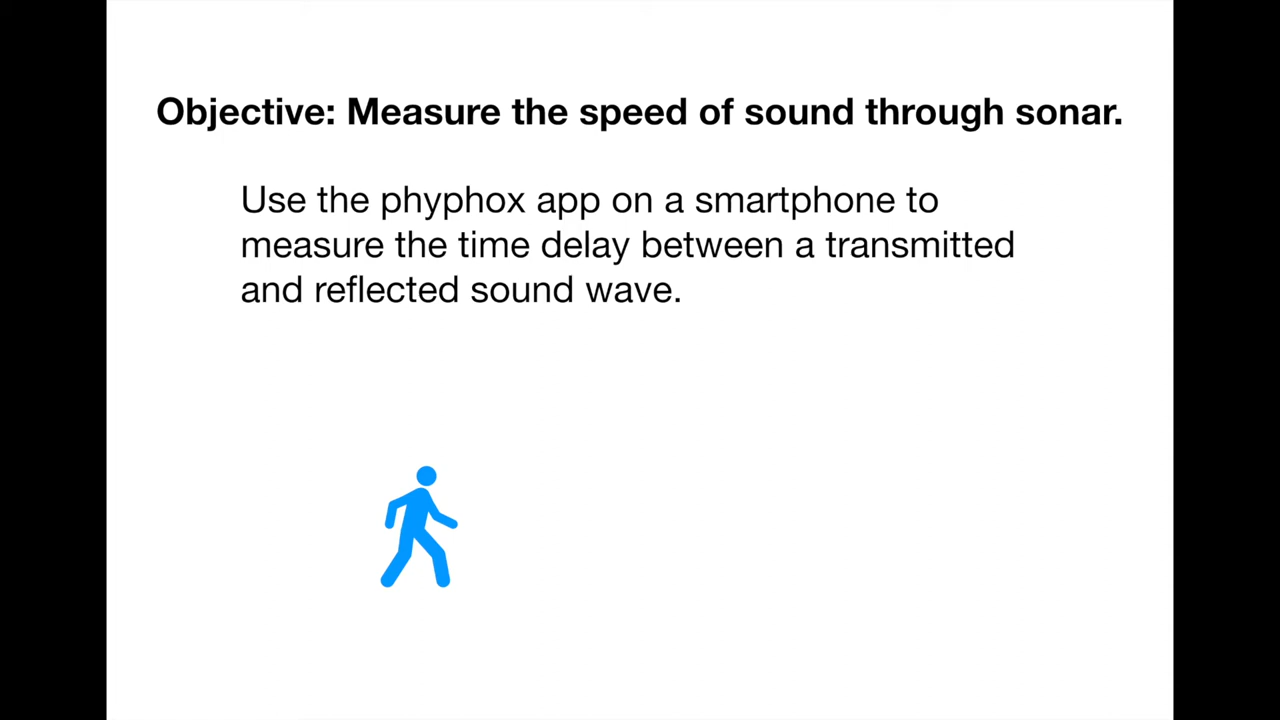 Objective: Measure the speed of sound through sonar.
Use the phyphox app on a smartphone to
measure the time delay between a transmitted
and reflected sound wave.